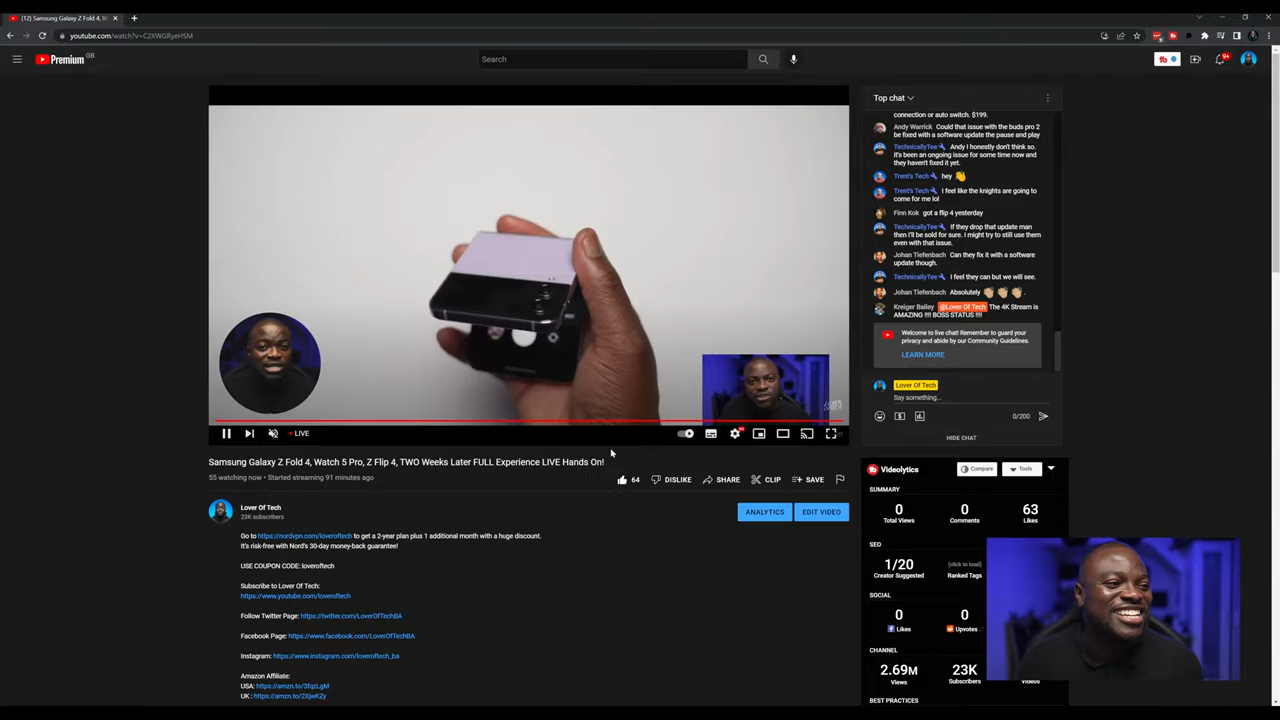 (12) Samsung Galaxy Z Fold 4, W
youtube.com/watch?v=C2XWGRyeHSM
Premium GB
Search
9+
Top chat
connection or auto switch. $199.
Andy Warrick Could that issue with the buds pro 2
be fixed with a software update the pause and play
TechnicallyTee Andy I honestly don't think so.
It's been an ongoing issue for some time now and
they haven't fixed it yet.
Trent's Tech hey
Trent's Tech I feel like the knights are going to
come for me lol
Finn Kok got a flip 4 yesterday
TechnicallyTee If they drop that update man
then I'll be sold for sure. I might try to still use them
even with that issue.
Johan Tiefenbach Can they fix it with a software
update though.
TechnicallyTee I feel they can but we will see.
Johan Tiefenbach Absolutely
Kreiger Bailey @Lover Of Tech The 4K Stream is
AMAZING !!!! BOSS STATUS !!!!
Welcome to live chat! Remember to guard your
privacy and abide by our Community Guidelines.
LEARN MORE
Lover Of Tech
Say something...
0/200
HIDE CHAT
LIVE
Samsung Galaxy Z Fold 4, Watch 5 Pro, Z Flip 4, TWO Weeks Later FULL Experience LIVE Hands On!
55 watching now • Started streaming 91 minutes ago
64 DISLIKE SHARE CLIP SAVE
Lover Of Tech
23K subscribers
ANALYTICS EDIT VIDEO
Go to https://nordvpn.com/loveroftech to get a 2-year plan plus 1 additional month with a huge discount.
It's risk-free with Nord's 30-day money-back guarantee!
USE COUPON CODE: loveroftech
Subscribe to Lover Of Tech:
https://www.youtube.com/loveroftech
Follow Twitter Page: https://twitter.com/LoverOfTechBA
Facebook Page: https://www.facebook.com/LoverOfTechBA
Instagram: https://www.instagram.com/loveroftech_ba
Amazon Affiliate:
USA: https://amzn.to/3fqzLgM
UK : https://amzn.to/2XjwKZy
Videolytics Compare Tools
SUMMARY
0 0 63
Total Views Comments Likes
SEO
1/20 (click to load)
Creator Suggested Ranked Tags
SOCIAL
0 0
Likes Upvotes
CHANNEL
2.69M 23K
Views Subscribers Videos
BEST PRACTICES